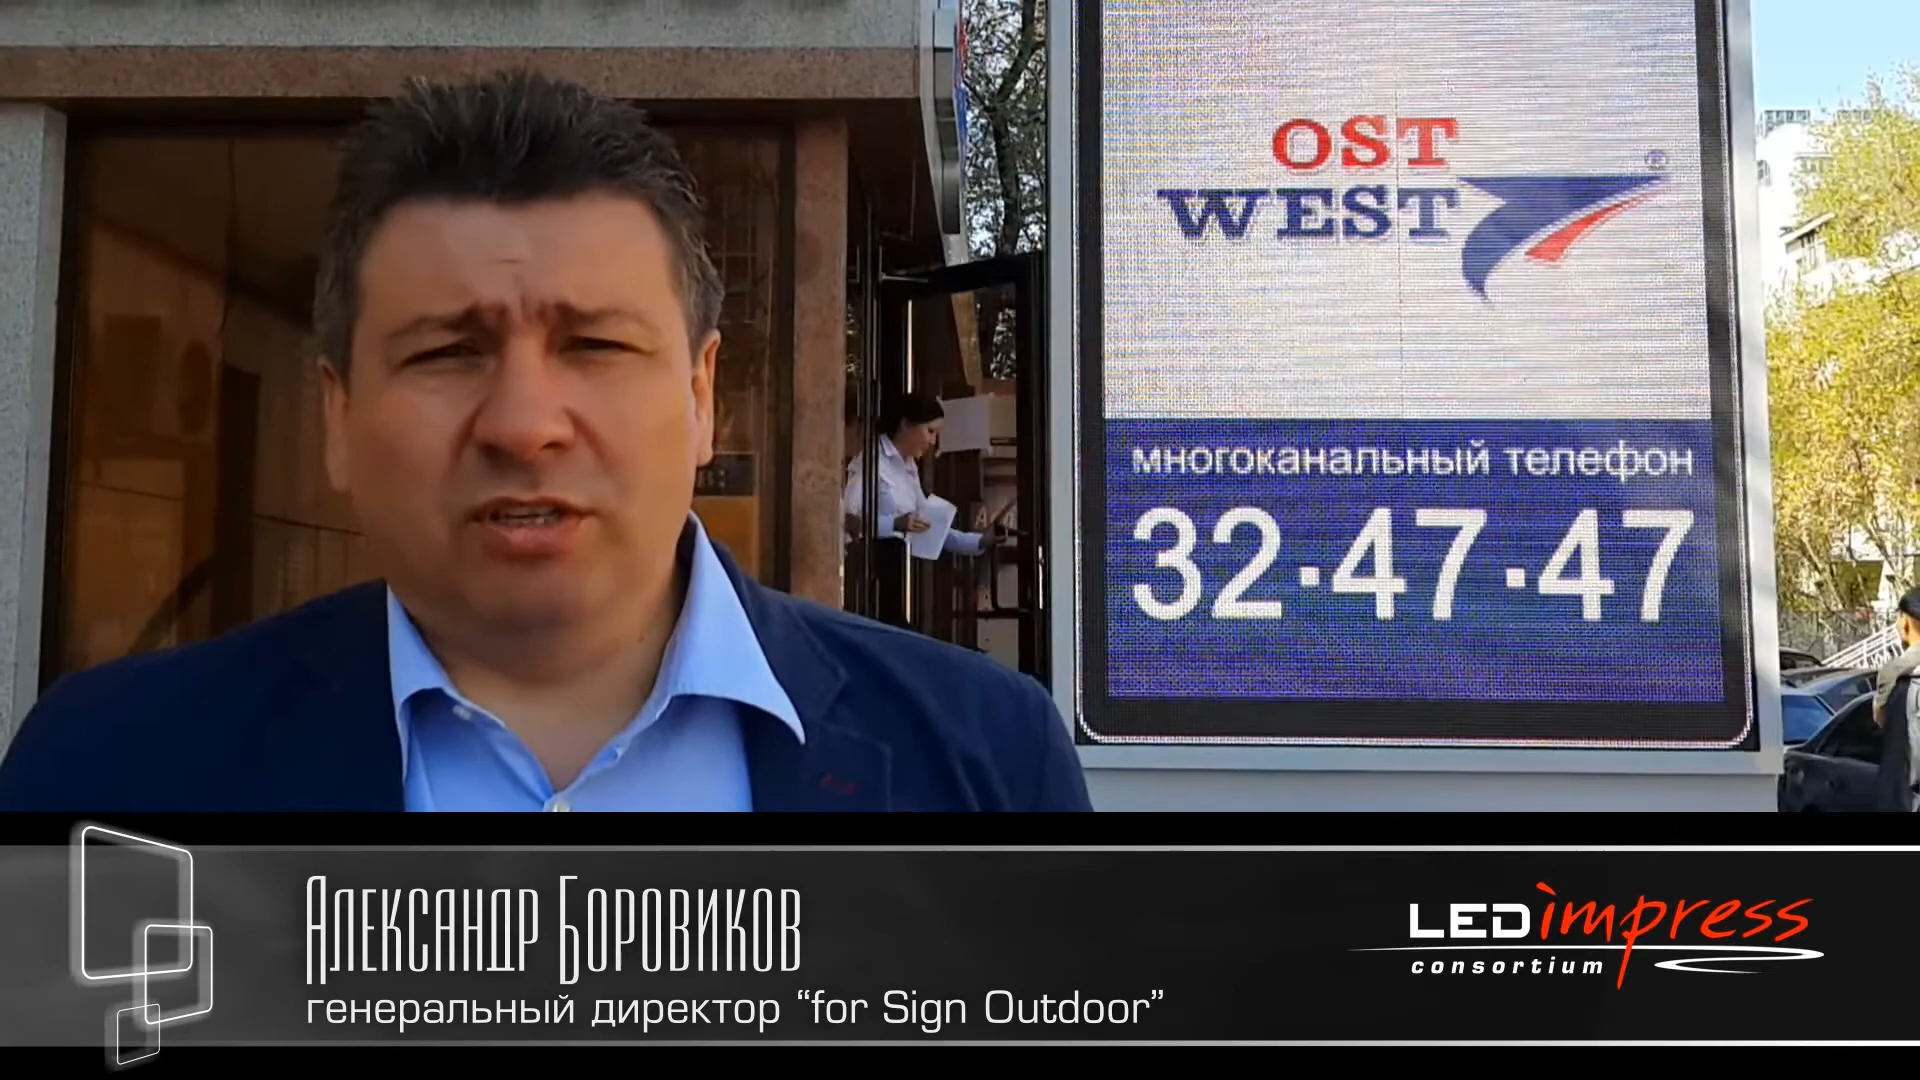 OST
WEST
®
многоканальный телефон
32·47·47
Александр Боровиков
генеральный директор “for Sign Outdoor”
LED impress
consortium